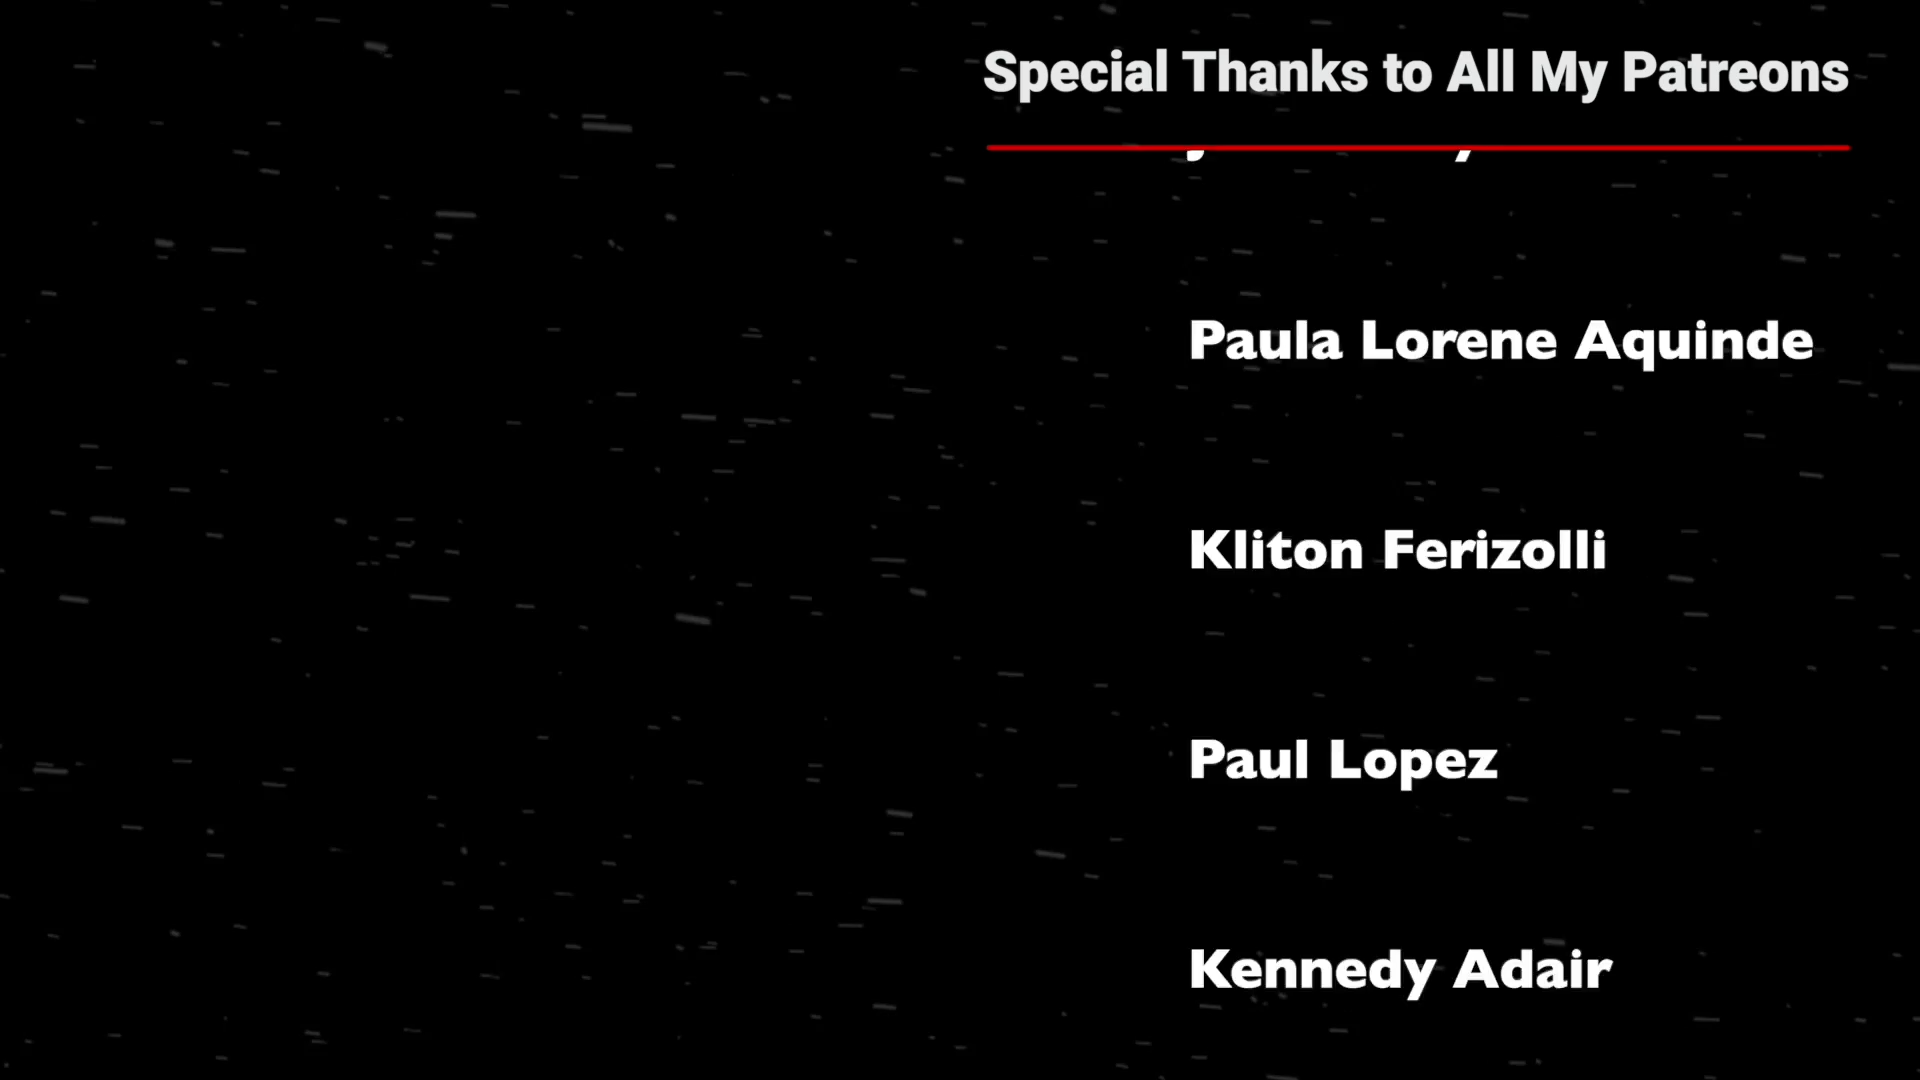 Special Thanks to All My Patreons
Paula Lorene Aquinde
Kliton Ferizolli
Paul Lopez
Kennedy Adair